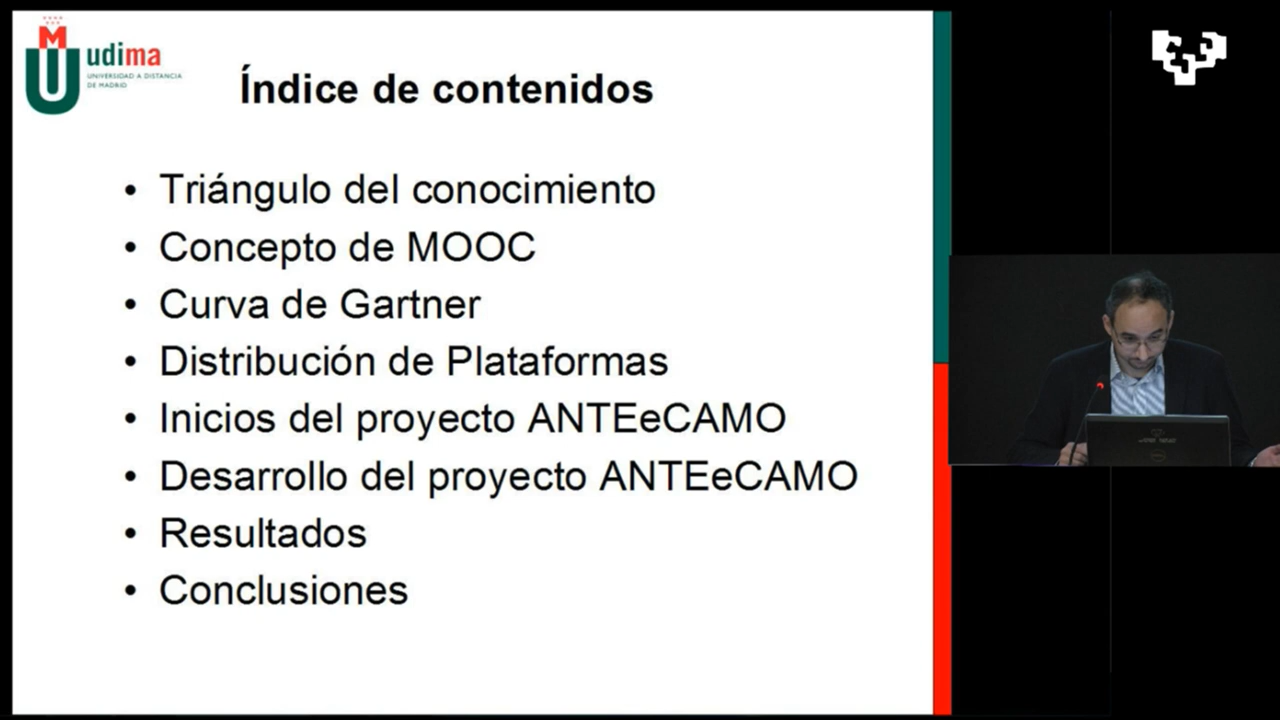 udima
UNIVERSIDAD A DISTANCIA
DE MADRID
Índice de contenidos
• Triángulo del conocimiento
• Concepto de MOOC
• Curva de Gartner
• Distribución de Plataformas
• Inicios del proyecto ANTEeCAMO
• Desarrollo del proyecto ANTEeCAMO
• Resultados
• Conclusiones